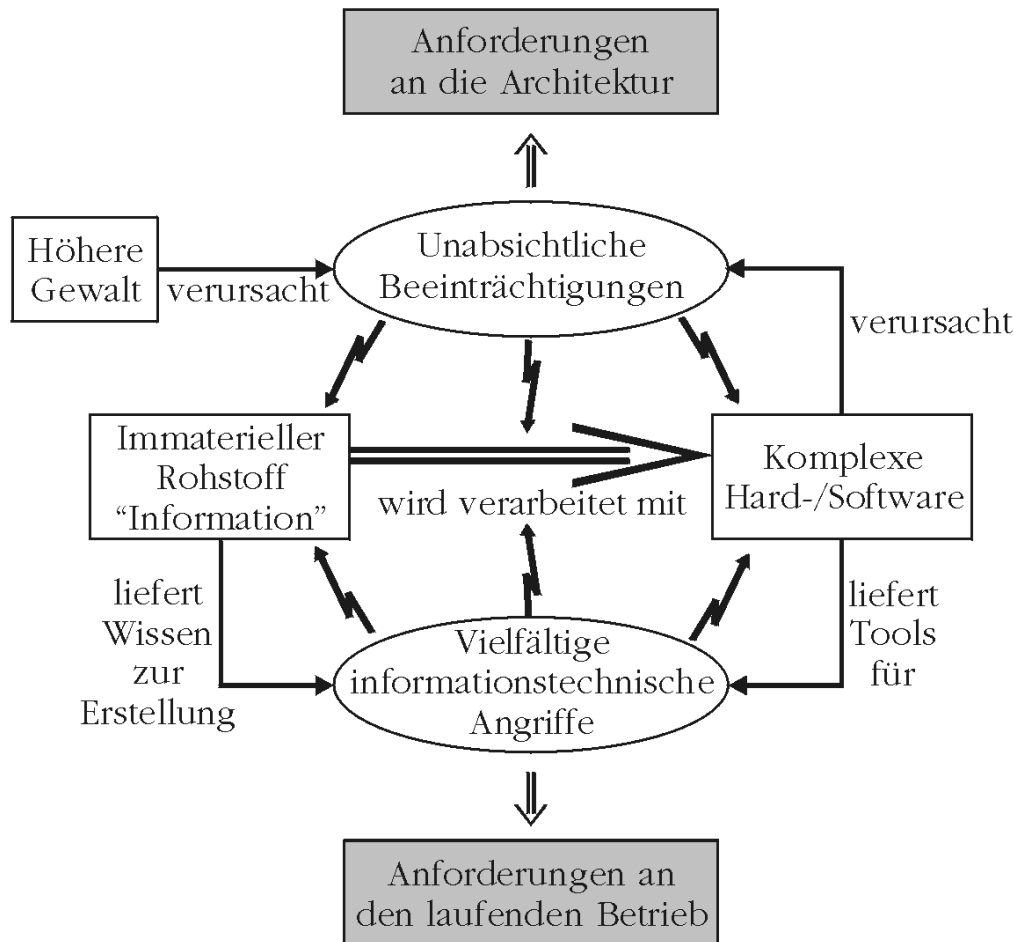 Anforderungen
an die Architektur
Höhere
Gewalt
verursacht
Unabsichtliche
Beeinträchtigungen
verursacht
Immaterieller
Rohstoff
“Information”
wird verarbeitet mit
Komplexe
Hard-/Software
liefert
Wissen
zur
Erstellung
Vielfältige
informationstechnische
Angriffe
liefert
Tools
für
Anforderungen an
den laufenden Betrieb